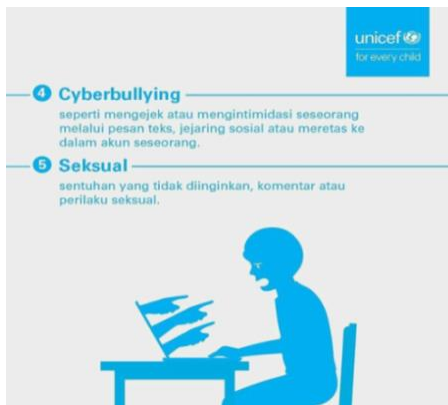 unicef
for every child
4 Cyberbullying
seperti mengejek atau mengintimidasi seseorang
melalui pesan teks, jejaring sosial atau meretas ke
dalam akun seseorang.
5 Seksual
sentuhan yang tidak diinginkan, komentar atau
perilaku seksual.